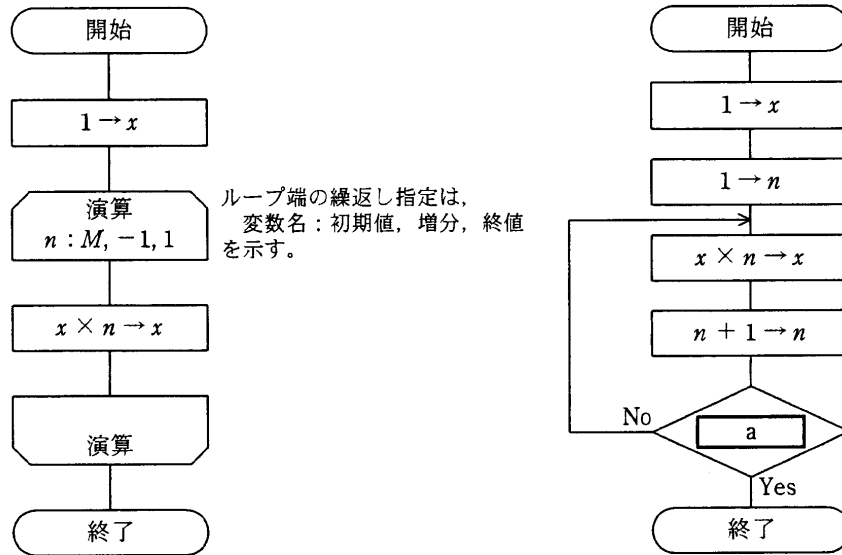 開始
1 → x
演算
n : M, −1, 1
x × n → x
演算
終了
ループ端の繰返し指定は,
変数名：初期値, 増分, 終値
を示す。
開始
1 → x
1 → n
x × n → x
n + 1 → n
a
No
Yes
終了